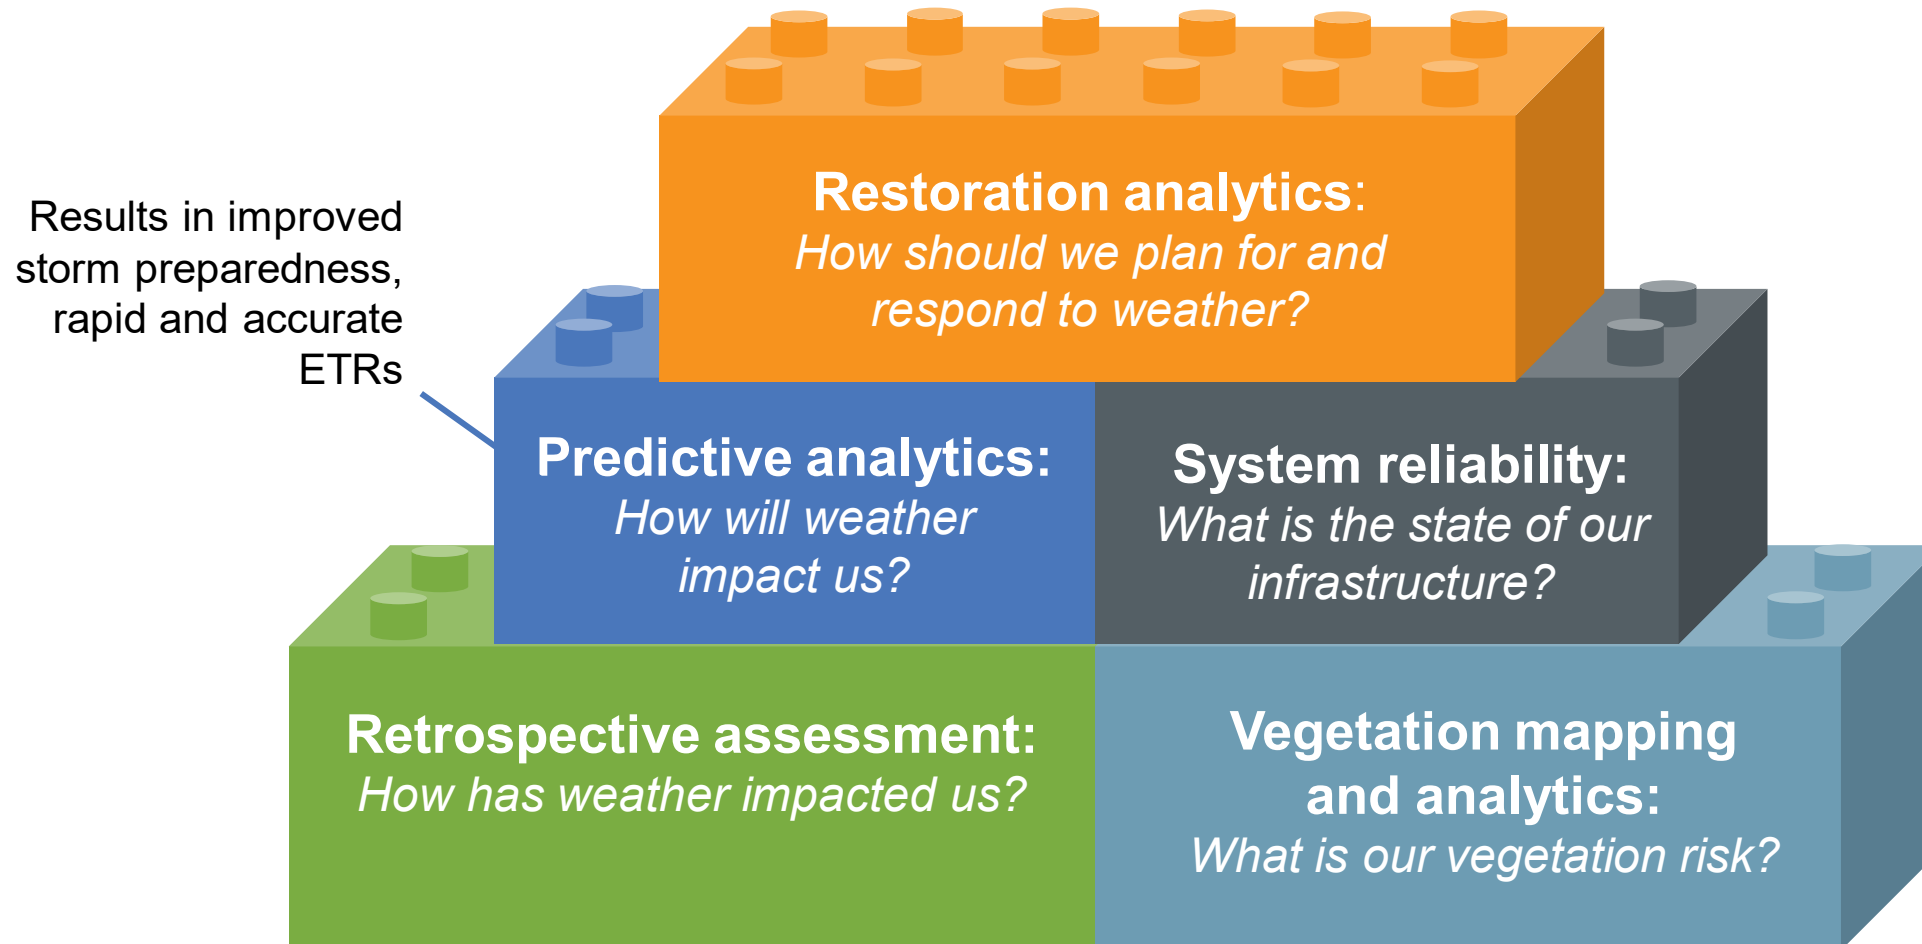 Restoration analytics:
How should we plan for and
respond to weather?
Results in improved
storm preparedness,
rapid and accurate
ETRs
Predictive analytics:
How will weather
impact us?
System reliability:
What is the state of our
infrastructure?
Retrospective assessment:
How has weather impacted us?
Vegetation mapping
and analytics:
What is our vegetation risk?